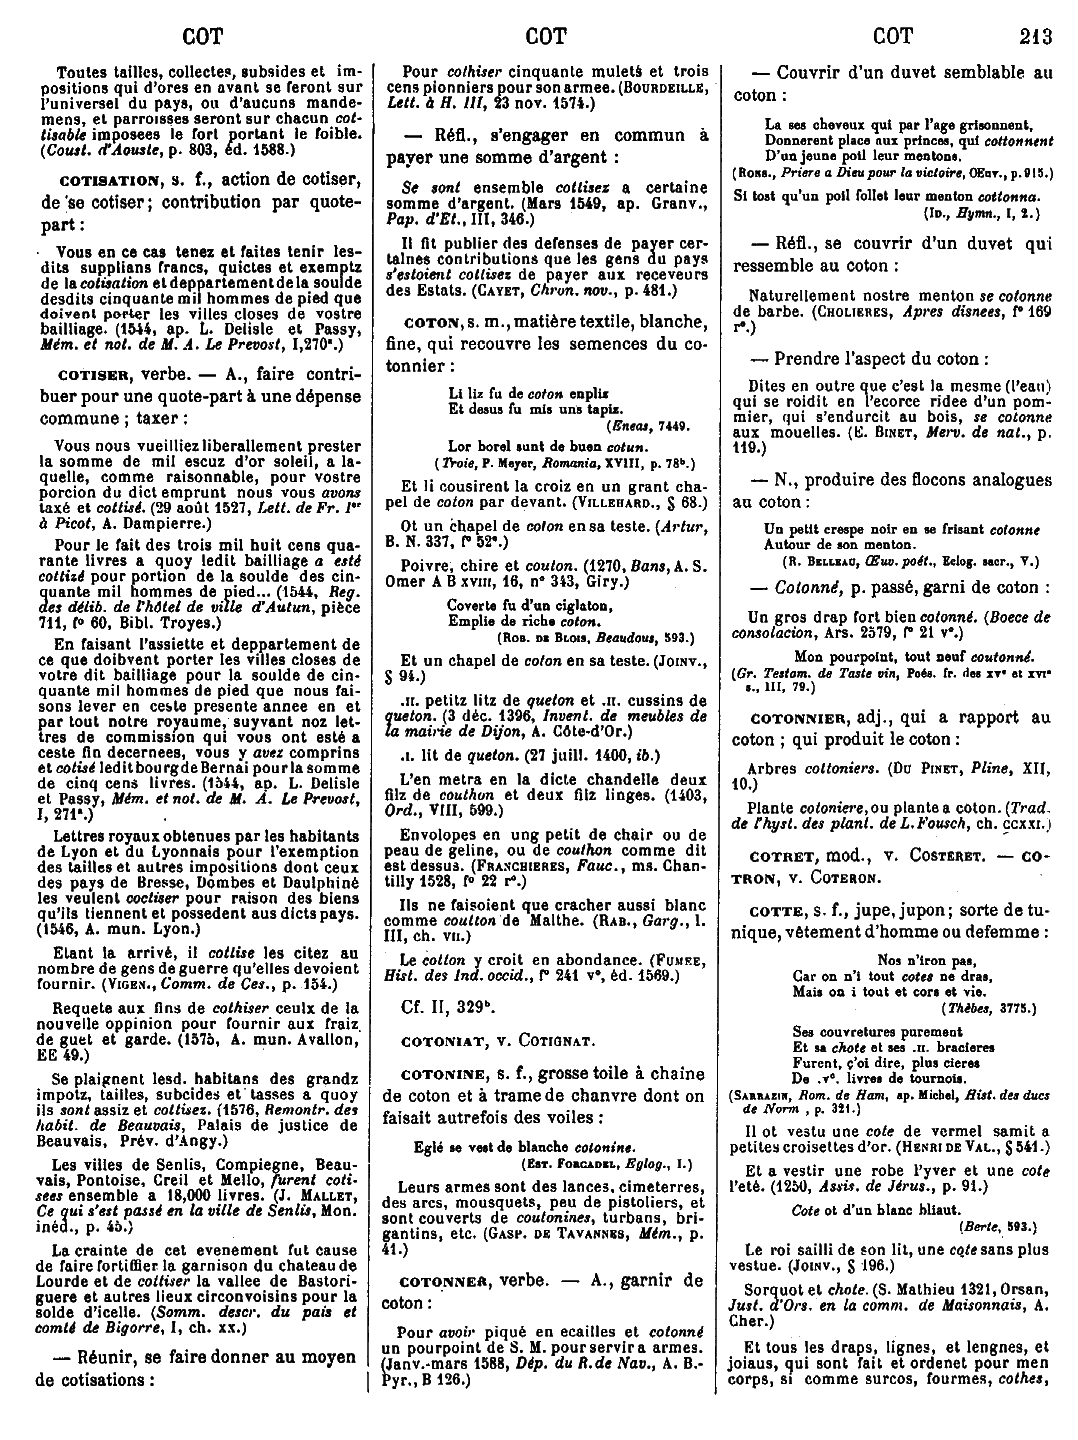 COT
COT
COT
213
Toutes tailles, collectes, subsides et im-
positions qui d'ores en avant se feront sur
l'universel du pays, ou d'aucuns mande-
mens, et parroisses seront sur chacun cot-
tisable imposees le fort portant le foible.
(Coust. d'Aouste, p. 803, éd. 1588.)
COTISATION, s. f., action de cotiser,
de se cotiser; contribution par quote-
part :
Vous en ce cas tenez et faites tenir les-
dits supplians francs, quictes et exemptz
de la cotisation et deppartement de la soulde
desdits cinquante mil hommes de pied que
doivent porter les villes closes de vostre
bailliage. (1544, ap. L. Delisle et Passy,
Mém. et not. de M. A. Le Prevost, I, 270ª.)
COTISER, verbe. — A., faire contri-
buer pour une quote-part à une dépense
commune ; taxer :
Vous nous vueilliez liberallement prester
la somme de mil escuz d'or soleil, a la-
quelle, comme raisonnable, pour vostre
porcion du dict emprunt nous vous avons
taxé et cottisé. (29 août 1527, Lett. de Fr. Iᵉʳ
à Picot, A. Dampierre.)
Pour le fait des trois mil huit cens qua-
rante livres a quoy ledit bailliage a esté
cottizé pour portion de la soulde des cin-
quante mil hommes de pied... (1544, Reg.
des délib. de l'hôtel de ville d'Autun, pièce
711, fº 60, Bibl. Troyes.)
En faisant l'assiette et deppartement de
ce que doibvent porter les villes closes de
votre dit bailliage pour la soulde de cin-
quante mil hommes de pied que nous fai-
sons lever en ceste presente annee en et
par tout notre royaume, suyvant noz let-
tres de commission qui vous ont esté a
ceste fin decernees, vous y avez comprins
et cotisé ledit bourg de Bernai pour la somme
de cinq cens livres. (1544, ap. L. Delisle
et Passy, Mém. et not. de M. A. Le Prevost,
I, 271ª.)
Lettres royaux obtenues par les habitants
de Lyon et du Lyonnais pour l'exemption
des tailles et autres impositions dont ceux
des pays de Bresse, Dombes et Daulphiné
les veulent coctiser pour raison des biens
qu'ils tiennent et possedent aus dicts pays.
(1546, A. mun. Lyon.)
Etant la arrivé, il cottise les citez au
nombre de gens de guerre qu'elles devoient
fournir. (VIGEN., Comm. de Ces., p. 154.)
Requete aux fins de cothiser ceulx de la
nouvelle oppinion pour fournir aux fraiz
de guet et garde. (1575, A. mun. Avallon,
EE 49.)
Se plaignent lesd. habitans des grandz
impotz, tailles, subcides et tasses a quoy
ils sont assiz et cottisez. (1576, Remontr. des
habit. de Beauvais, Palais de justice de
Beauvais, Prév. d'Angy.)
Les villes de Senlis, Compiegne, Beau-
vais, Pontoise, Creil et Mello, furent coti-
sees ensemble a 18,000 livres. (J. MALLET,
Ce qui s'est passé en la ville de Senlis, Mon.
inéd., p. 45.)
La crainte de cet evenement fut cause
de faire fortiffier la garnison du chateau de
Lourde et de cottiser la vallee de Bastori-
guere et autres lieux circonvoisins pour la
solde d'icelle. (Somm. descr. du pais et
comté de Bigorre, I, ch. xx.)
— Réunir, se faire donner au moyen
de cotisations :
Pour cothiser cinquante muletś et trois
cens pionniers pour son armee. (BOURDEILLE,
Lett. à H. III, 23 nov. 1574.)
— Réfl., s'engager en commun à
payer une somme d'argent :
Se sont ensemble cottisez a certaine
somme d'argent. (Mars 1549, ap. Granv.,
Pap. d'Et., III, 346.)
Il fit publier des defenses de payer cer-
taines contributions que les gens du pays
s'estoient cottisez de payer aux receveurs
des Estats. (CAYET, Chron. nov., p. 481.)
COTON, s. m., matière textile, blanche,
fine, qui recouvre les semences du co-
tonnier :
Li liz fu de coton enpliz
Et desus fu mis uns tapiz.
(Eneas, 7449.
Lor borel sunt de buen cotun.
(Troie, P. Meyer, Romania, XVIII, p. 78ᵇ.)
Et li cousirent la croiz en un grant cha-
pel de coton par devant. (VILLEHARD., § 68.)
Ot un chapel de coton en sa teste. (Artur,
B. N. 337, fº 52ª.)
Poivre, chire et couton. (1270, Bans, A. S.
Omer A B XVIII, 16, nº 343, Giry.)
Coverte fu d'un ciglaton,
Emplie de riche coton.
(ROB. DE BLOIS, Beaudous, 593.)
Et un chapel de coton en sa teste. (JOINV.,
§ 94.)
.II. petitz litz de queton et .II. cussins de
queton. (3 déc. 1396, Invent. de meubles de
la mairie de Dijon, A. Côte-d'Or.)
.I. lit de queton. (27 juill. 1400, ib.)
L'en metra en la dicte chandelle deux
filz de couthon et deux filz linges. (1403,
Ord., VIII, 599.)
Envolopes en ung petit de chair ou de
peau de geline, ou de couthon comme dit
est dessus. (FRANCHIERES, Fauc., ms. Chan-
tilly 1528, fº 22 rº.)
Ils ne faisoient que cracher aussi blanc
comme coutton de Malthe. (RAB., Garg., l.
III, ch. VII.)
Le cotton y croit en abondance. (FUMEE,
Hist. des Ind. occid., fº 241 vº, éd. 1569.)
Cf. II, 329ᵇ.
COTONIAT, v. COTIGNAT.
COTONINE, s. f., grosse toile à chaine
de coton et à trame de chanvre dont on
faisait autrefois des voiles :
Eglé se vest de blanche cotonine.
(EST. FORCADEL, Eglog., I.)
Leurs armes sont des lances, cimeterres,
des arcs, mousquets, peu de pistoliers, et
sont couverts de coutonines, turbans, bri-
gantins, etc. (GASP. DE TAVANNES, Mém., p.
41.)
COTONNER, verbe. — A., garnir de
coton :
Pour avoir piqué en ecailles et cotonné
un pourpoint de S. M. pour servir a armes.
(Janv.-mars 1588, Dép. du R. de Nav., A. B.-
Pyr., B 126.)
— Couvrir d'un duvet semblable au
coton :
La ses cheveux qui par l'age grisonnent,
Donnerent place aux princes, qui cottonnent
D'un jeune poil leur mentons.
(RONS., Priere a Dieu pour la victoire, Œuv., p. 915.)
Si tost qu'un poil follet leur menton cottonna.
(ID., Hymn., I, 2.)
— Réfl., se couvrir d'un duvet qui
ressemble au coton :
Naturellement nostre menton se cotonne
de barbe. (CHOLIERES, Apres disnees, fº 169
rº.)
— Prendre l'aspect du coton :
Dites en outre que c'est la mesme (l'eau)
qui se roidit en l'ecorce ridee d'un pom-
mier, qui s'endurcit au bois, se cotonne
aux mouelles. (E. BINET, Merv. de nat., p.
119.)
— N., produire des flocons analogues
au coton :
Un petit crespe noir en se frisant cotonne
Autour de son menton.
(R. BELLEAU, Œuv. poét., Eclog. sacr., V.)
— Cotonné, p. passé, garni de coton :
Un gros drap fort bien cotonné. (Boece de
consolacion, Ars. 2579, fº 21 vº.)
Mon pourpoint, tout neuf coutonné.
(Gr. Testam. de Taste vin, Poés. fr. des XVᵉ et XVIᵉ
s., III, 79.)
COTONNIER, adj., qui a rapport au
coton ; qui produit le coton :
Arbres cottoniers. (DU PINET, Pline, XII,
10.)
Plante cotoniere, ou plante a coton. (Trad.
de l'hyst. des plant. de L. Fousch, ch. CCXXI.)
COTRET, mod., v. COSTERET. — CO-
TRON, v. COTERON.
COTTE, s. f., jupe, jupon; sorte de tu-
nique, vêtement d'homme ou de femme :
Nos n'iron pas,
Car on n'i tout cotes ne dras,
Mais on i tout et cors et vie.
(Thèbes, 3775.)
Ses couvretures purement
Et sa chote et ses .II. bracieres
Furent, ç'oi dire, plus cieres
De .Vᶜ. livres de tournois.
(SARRAZIN, Rom. de Ham, ap. Michel, Hist. des ducs
de Norm , p. 321.)
Il ot vestu une cote de vermel samit a
petites croisettes d'or. (HENRI DE VAL., § 541.)
Et a vestir une robe l'yver et une cote
l'eté. (1250, Assis. de Jérus., p. 91.)
Cote ot d'un blanc bliaut.
(Berte, 593.)
Le roi sailli de son lit, une cote sans plus
vestue. (JOINV., § 196.)
Sorquot et chote. (S. Mathieu 1321, Orsan,
Just. d'Ors. en la comm. de Maisonnais, A.
Cher.)
Et tous les draps, lignes, et lengnes, et
joiaus, qui sont fait et ordenet pour men
corps, si comme surcos, fourmes, cothes,